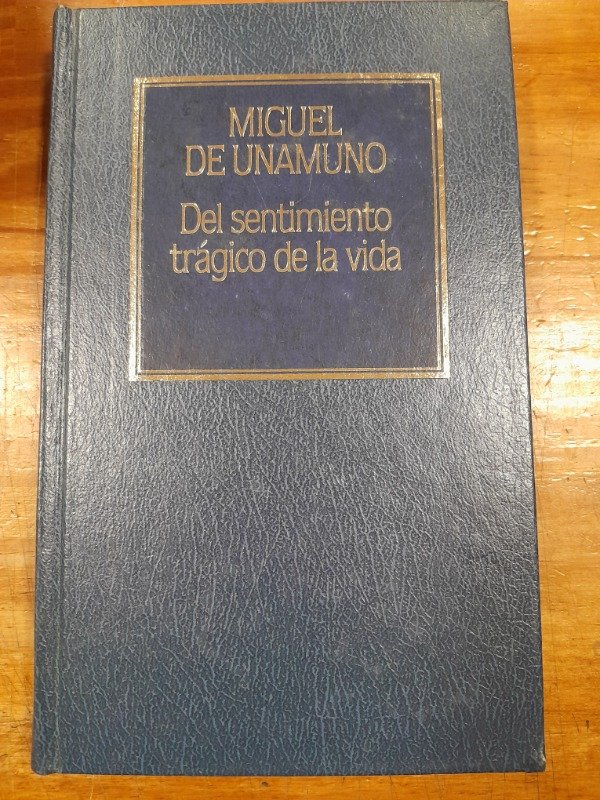 MIGUEL
DE UNAMUNO
Del sentimiento
trágico de la vida